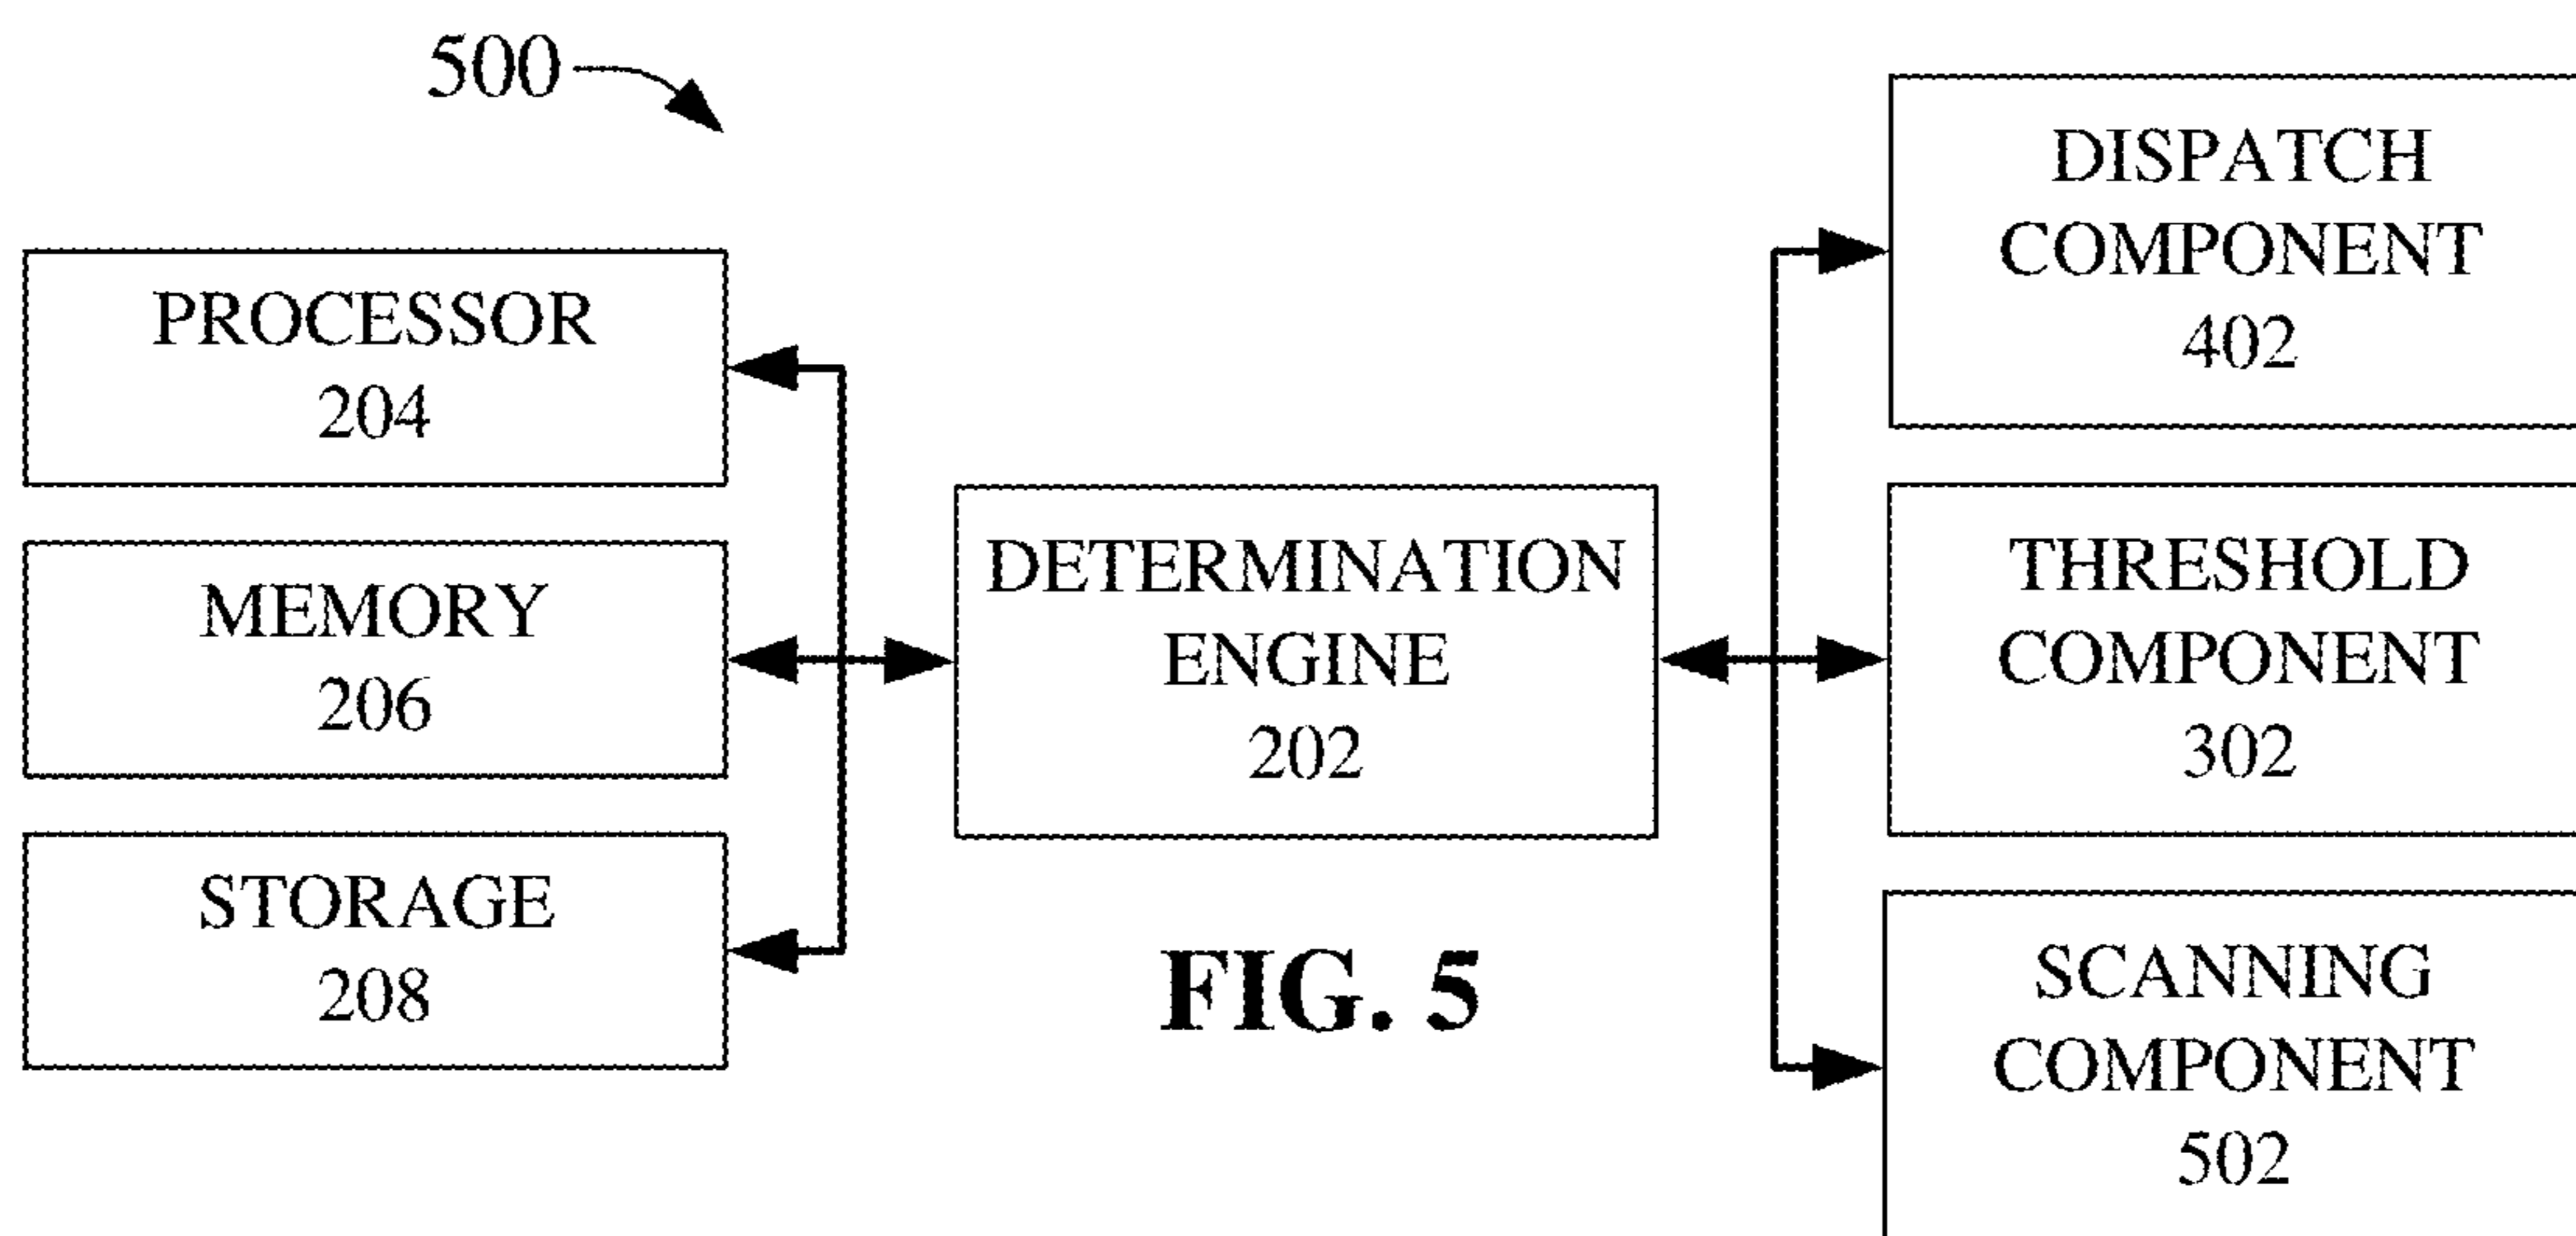 500
PROCESSOR
204
MEMORY
206
STORAGE
208
DETERMINATION
ENGINE
202
DISPATCH
COMPONENT
402
THRESHOLD
COMPONENT
302
SCANNING
COMPONENT
502
FIG. 5